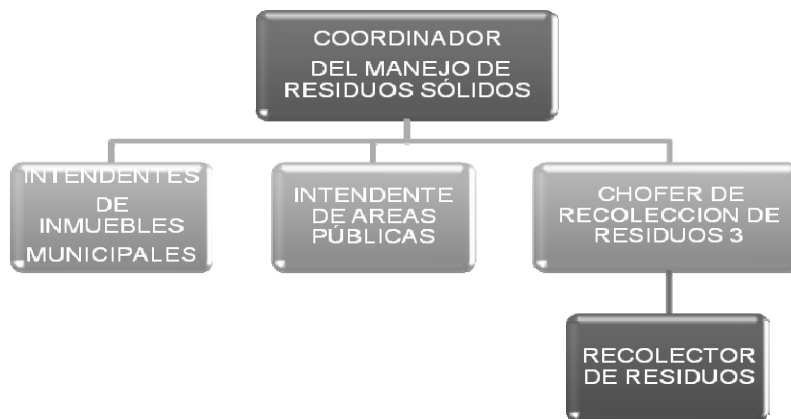 COORDINADOR
DEL MANEJO DE
RESIDUOS SÓLIDOS
INTENDENTES
DE
INMUEBLES
MUNICIPALES
INTENDENTE
DE AREAS
PÚBLICAS
CHOFER DE
RECOLECCION DE
RESIDUOS 3
RECOLECTOR
DE RESIDUOS